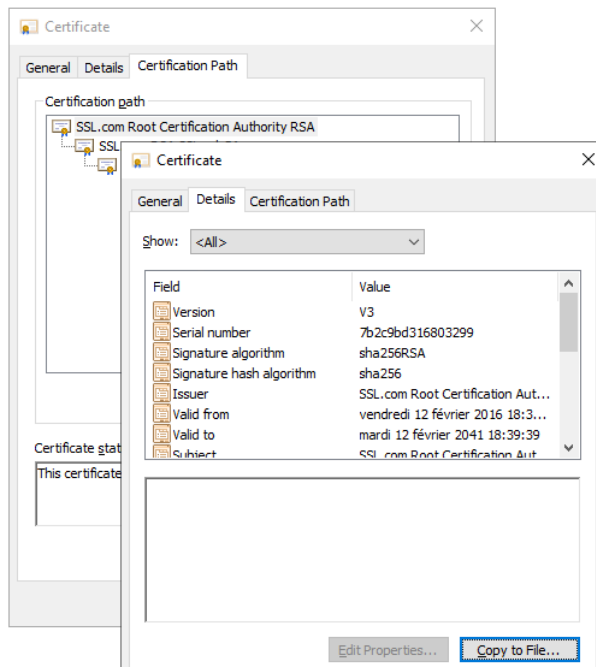 Certificate
General Details Certification Path
Certification path
SSL.com Root Certification Authority RSA
SSL
Certificate
General Details Certification Path
Show: <All>
Field Value
Version V3
Serial number 7b2c9bd316803299
Signature algorithm sha256RSA
Signature hash algorithm sha256
Issuer SSL.com Root Certification Aut...
Valid from vendredi 12 février 2016 18:3...
Valid to mardi 12 février 2041 18:39:39
Subject SSL.com Root Certification Aut
Certificate stat
This certificate
Edit Properties... Copy to File...